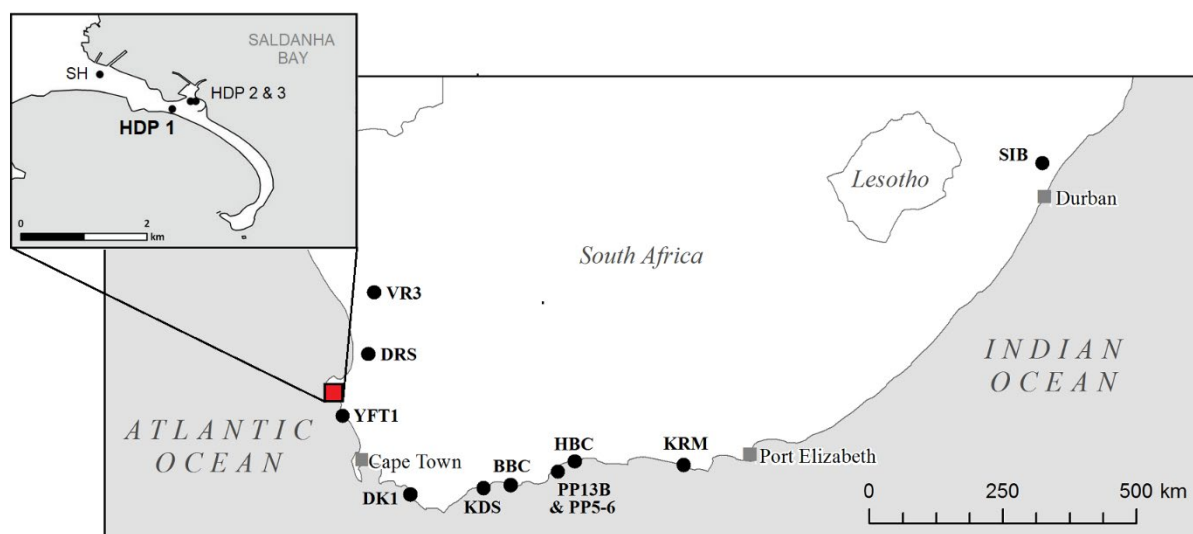 SALDANHA
BAY
SH
HDP 2 & 3
HDP 1
0
2
km
Lesotho
SIB
Durban
South Africa
VR3
DRS
YFT1
ATLANTIC
OCEAN
INDIAN
OCEAN
Cape Town
DK1
KDS
BBC
HBC
PP13B
& PP5-6
KRM
Port Elizabeth
0
250
500 km